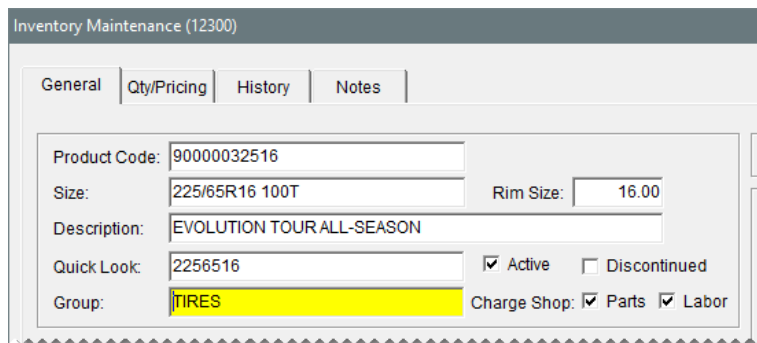 Inventory Maintenance (12300)
General Qty/Pricing History Notes
Product Code: 90000032516
Size: 225/65R16 100T Rim Size: 16.00
Description: EVOLUTION TOUR ALL-SEASON
Quick Look: 2256516 Active Discontinued
Group: TIRES Charge Shop: Parts Labor